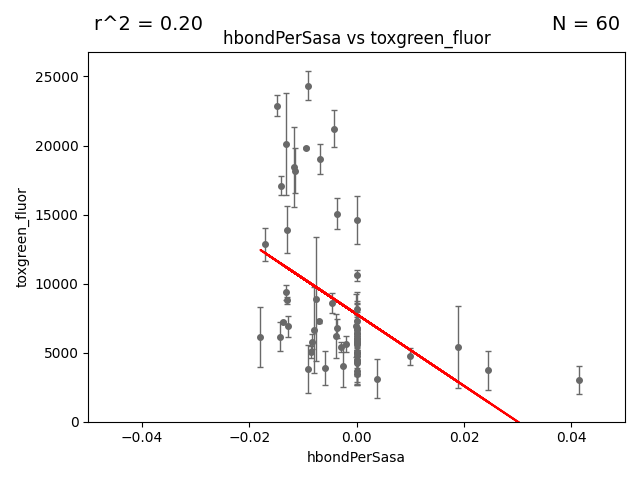 r^2 = 0.20
N = 60
hbondPerSasa vs toxgreen_fluor
25000
20000
15000
10000
5000
0
toxgreen_fluor
−0.04
−0.02
0.00
0.02
0.04
hbondPerSasa